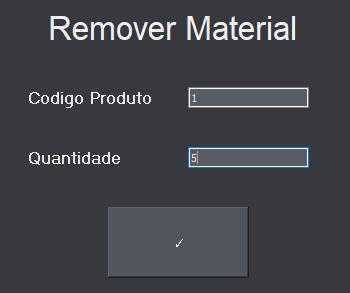 Remover Material
Codigo Produto 1
Quantidade 5
✓